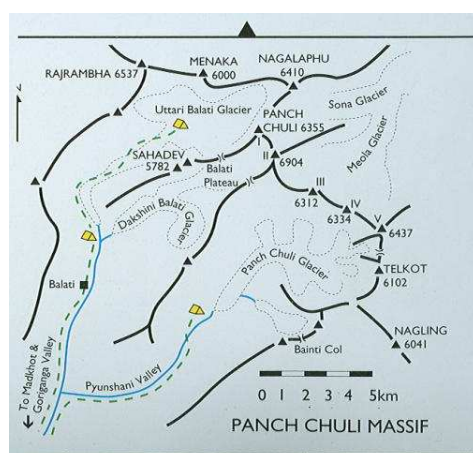 MENAKA
6000
NAGALAPHU
6410
RAJRAMBHA 6537
Sona Glacier
Uttari Balati Glacier
PANCH
CHULI 6355
Meola Glacier
I
SAHADEV
5782
Balati
Plateau
II
6904
III
6312
IV
6334
V
6437
Dakshini Balati
Glacier
Panch Chuli Glacier
TELKOT
6102
Balati
NAGLING
6041
Bainti Col
Pyunshani Valley
To Madkhot &
Goriganga Valley
0 1 2 3 4 5km
PANCH CHULI MASSIF